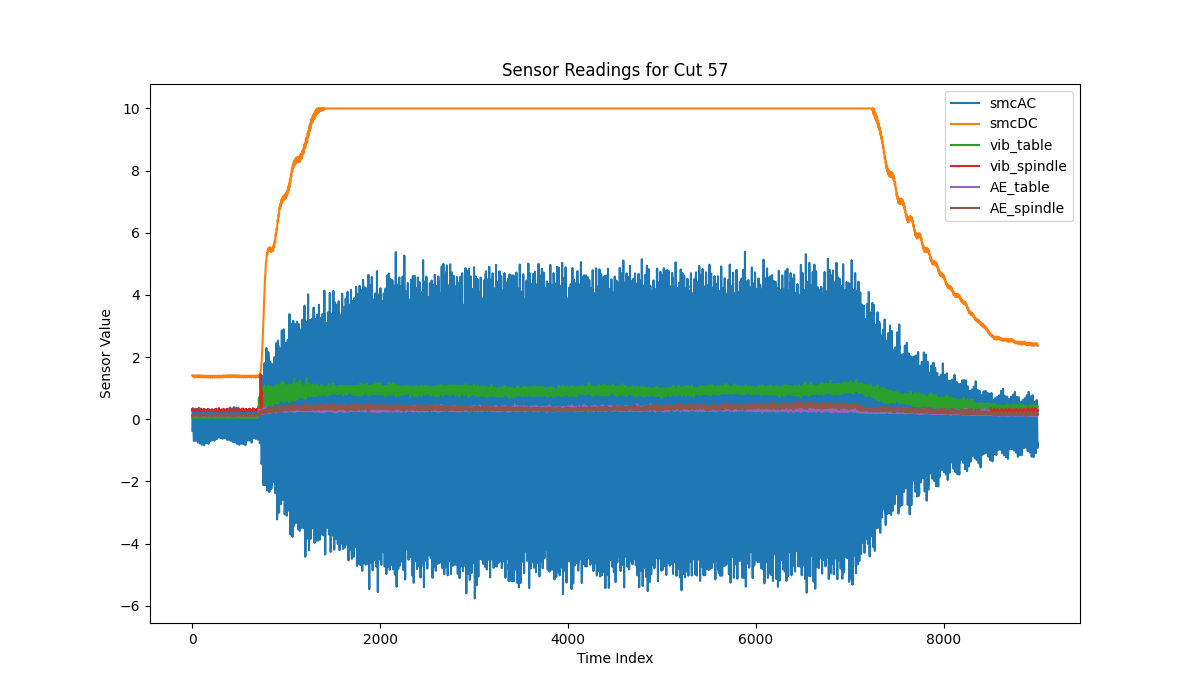 Sensor Readings for Cut 57
10
8
6
4
2
0
−2
−4
−6
Sensor Value
0
2000
4000
6000
8000
Time Index
smcAC
smcDC
vib_table
vib_spindle
AE_table
AE_spindle